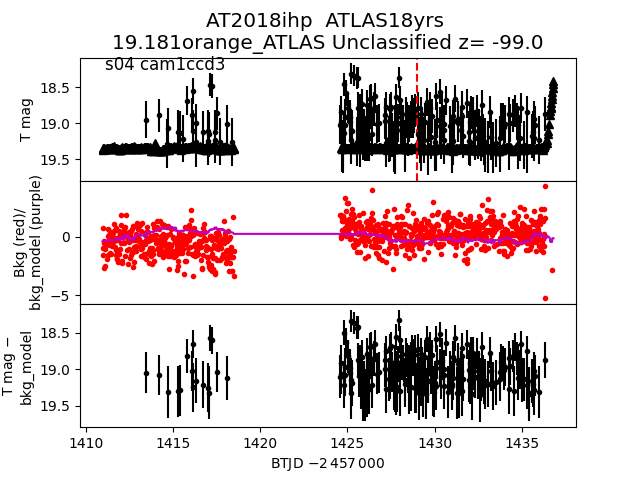 AT2018ihp  ATLAS18yrs
19.181orange_ATLAS Unclassified z= -99.0
s04 cam1ccd3
T mag
18.5
19.0
19.5
Bkg (red)/
bkg_model (purple)
0
−5
T mag −
bkg_model
18.5
19.0
19.5
1410 1415 1420 1425 1430 1435
BTJD −2 457 000